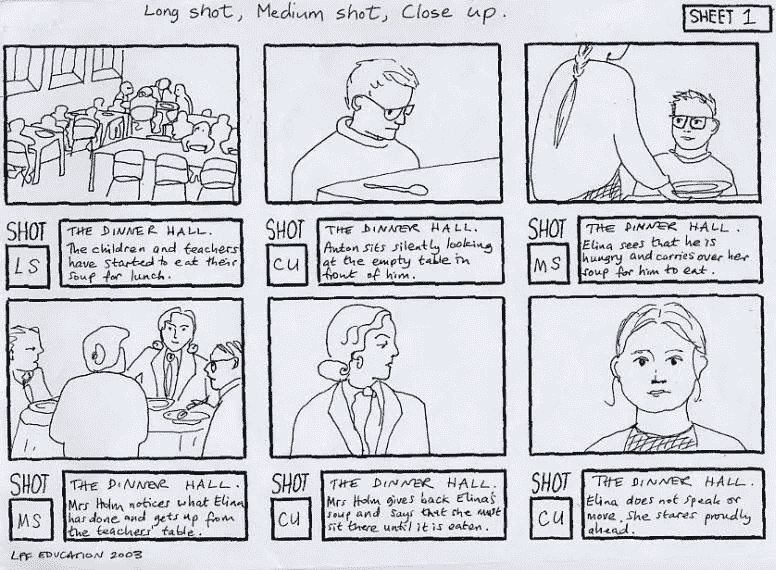 Long shot, Medium shot, Close up.
SHEET 1
SHOT
LS
THE DINNER HALL.
The children and teachers
have started to eat their
soup for lunch.
SHOT
CU
THE DINNER HALL.
Anton sits silently looking
at the empty table in
front of him.
SHOT
MS
THE DINNER HALL.
Elina sees that he is
hungry and carries over her
soup for him to eat.
SHOT
MS
THE DINNER HALL.
Mrs Holm notices what Elina
has done and gets up from
the teachers' table.
SHOT
CU
THE DINNER HALL.
Mrs Holm gives back Elina's
soup and says that she must
sit there until it is eaten.
SHOT
CU
THE DINNER HALL.
Elina does not speak or
move. She stares proudly
ahead.
LPF EDUCATION 2003